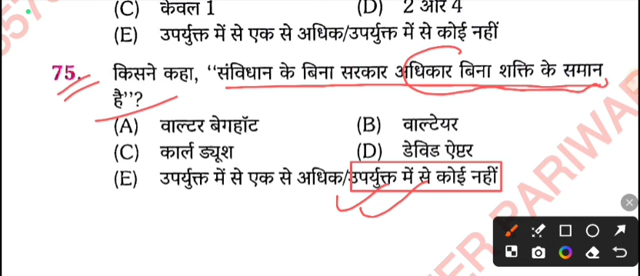 (C) केवल 1 (D) 2 और 4
(E) उपर्युक्त में से एक से अधिक/उपर्युक्त में से कोई नहीं
75. किसने कहा, “संविधान के बिना सरकार अधिकार बिना शक्ति के समान
है”?
(A) वाल्टर बेगहॉट (B) वाल्टेयर
(C) कार्ल ड्यूश (D) डेविड ऐप्टर
(E) उपर्युक्त में से एक से अधिक/उपर्युक्त में से कोई नहीं
PARIWAR